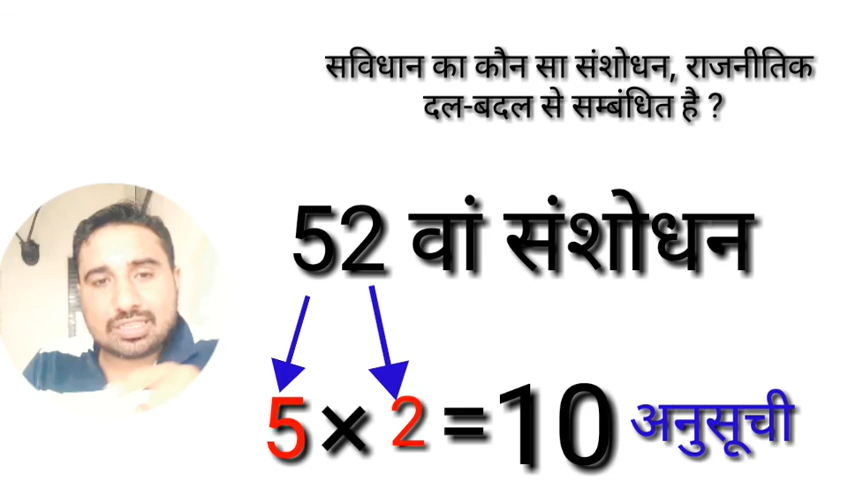 सविधान का कौन सा संशोधन, राजनीतिक
दल-बदल से सम्बंधित है ?
52 वां संशोधन
5×2=10 अनुसूची